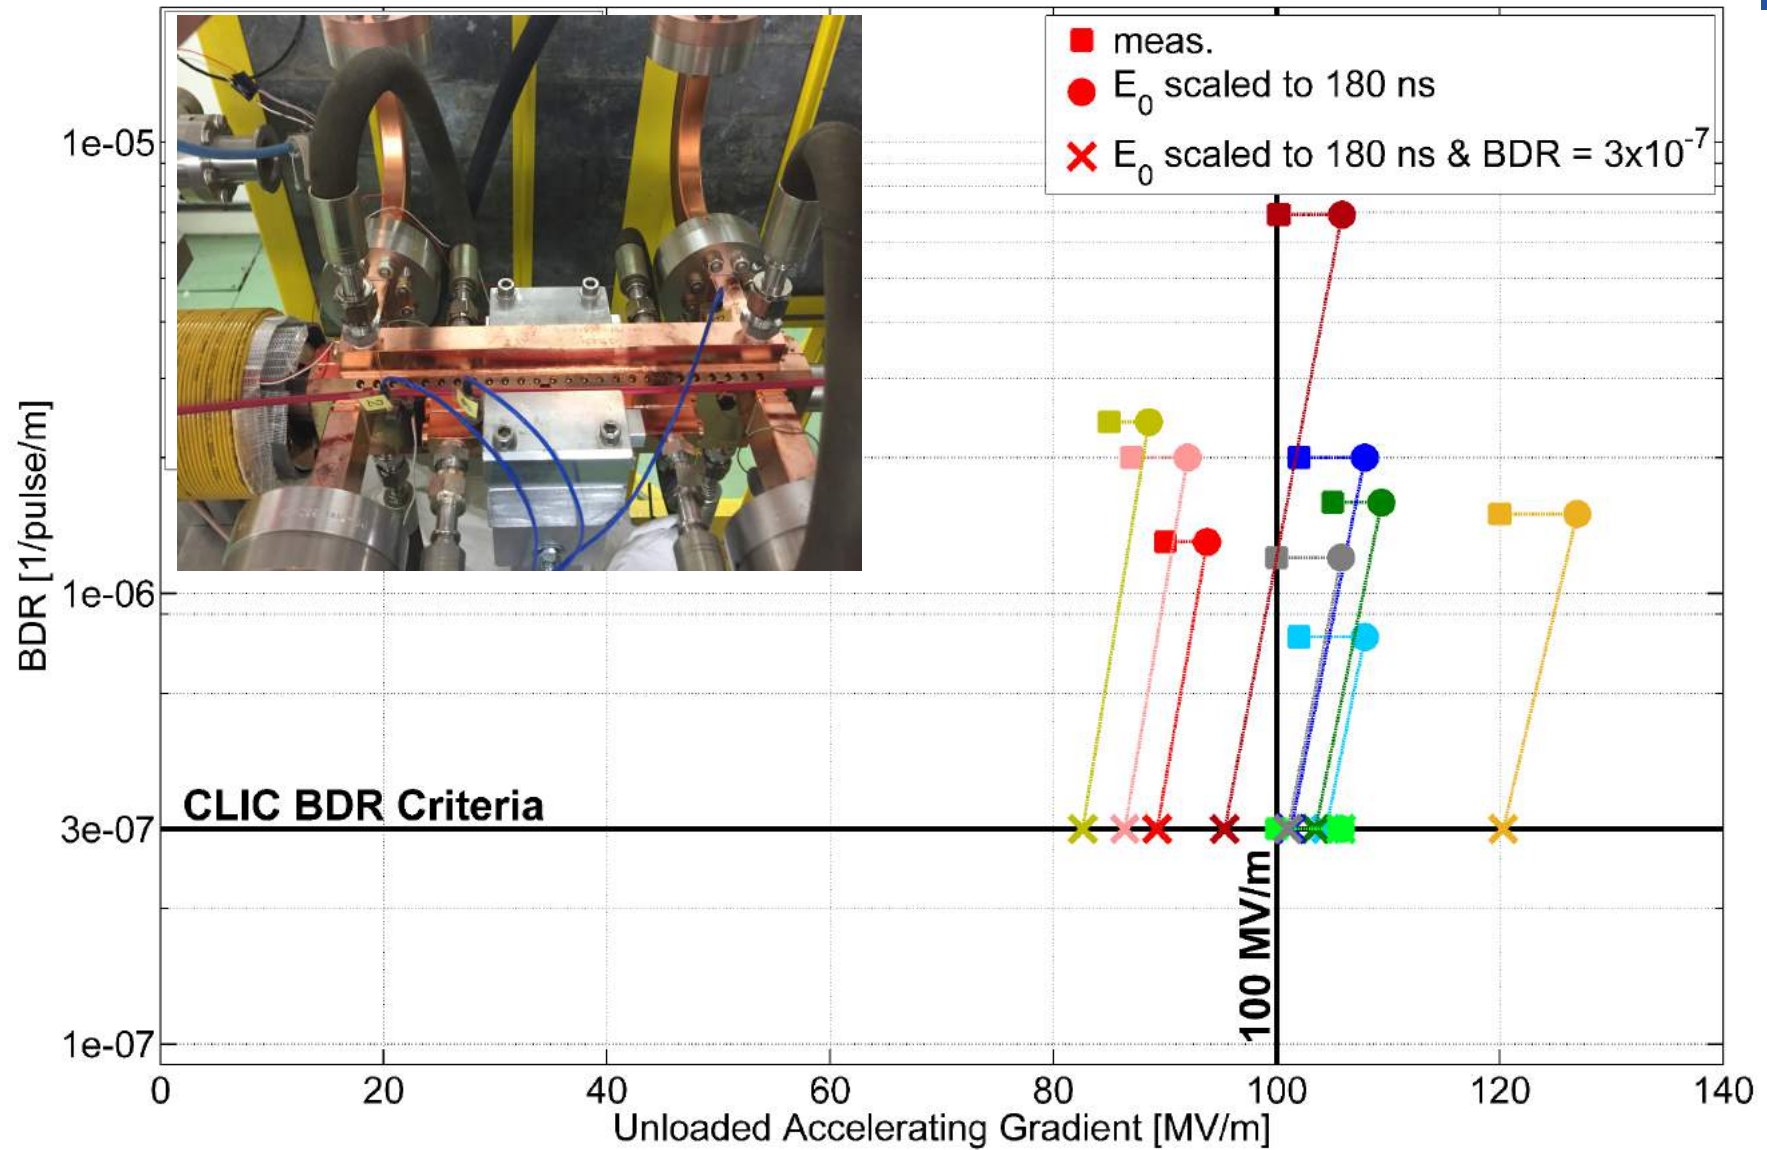 meas.
E0 scaled to 180 ns
E0 scaled to 180 ns & BDR = 3x10-7
1e-05
1e-06
3e-07
1e-07
BDR [1/pulse/m]
CLIC BDR Criteria
100 MV/m
0 20 40 60 80 100 120 140
Unloaded Accelerating Gradient [MV/m]